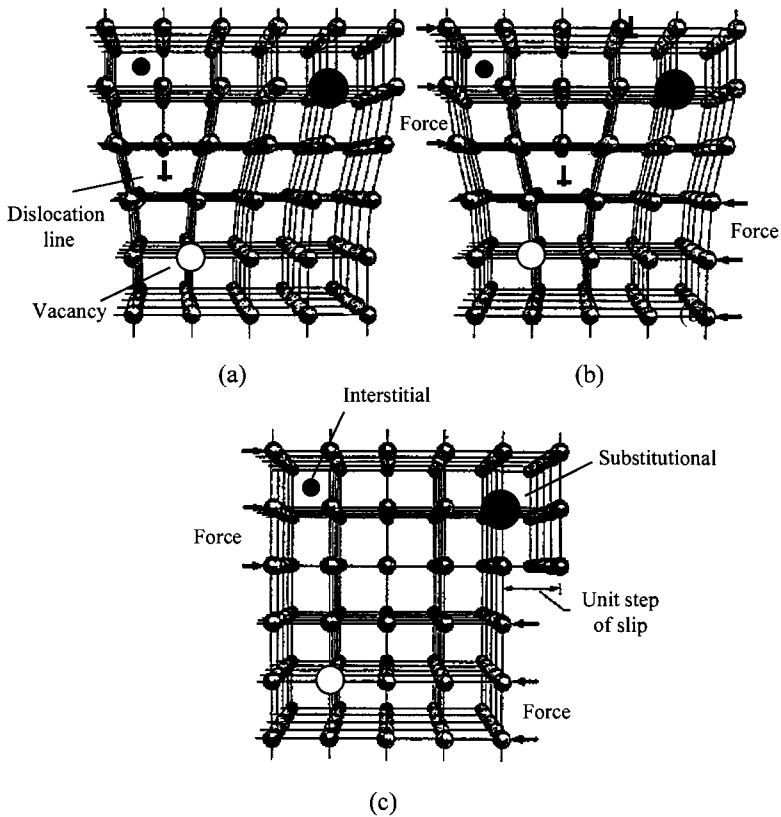 Force
Dislocation
line
Force
Vacancy
(a)
(b)
Interstitial
Substitutional
Force
Unit step
of slip
Force
(c)